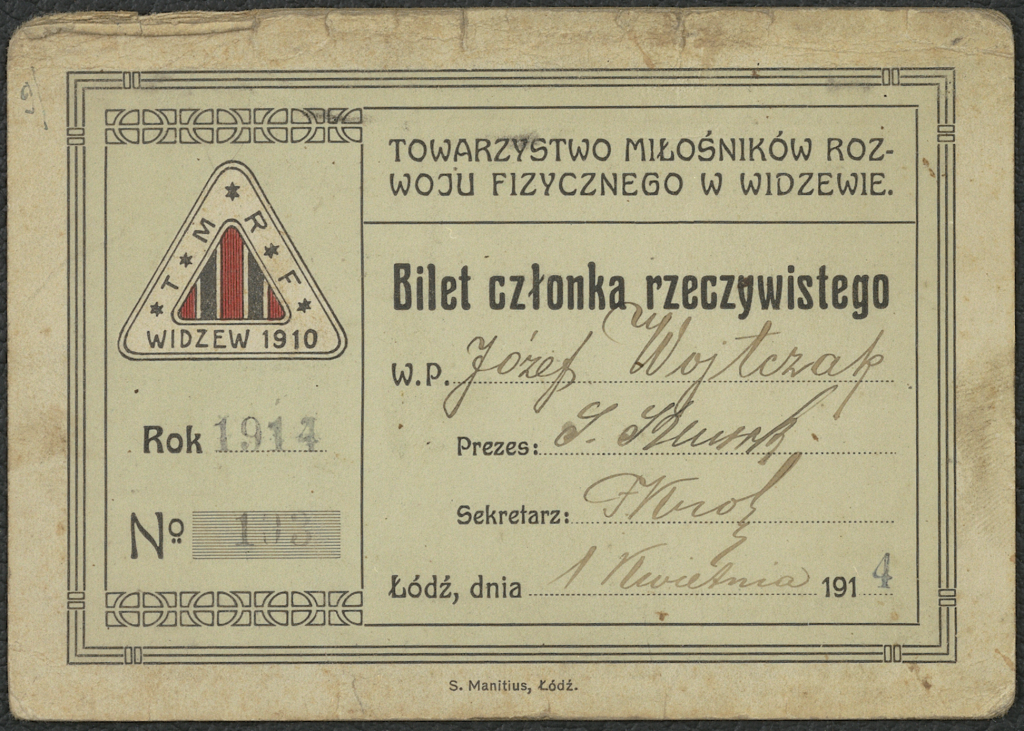 T M R F
WIDZEW 1910
Rok 1914
No 193
TOWARZYSTWO MIŁOŚNIKÓW ROZ-
WOJU FIZYCZNEGO W WIDZEWIE.
Bilet członka rzeczywistego
W.P. Józef Wojtczak
Prezes: S.
Sekretarz: F Król
Łódź, dnia 1 Kwietnia 1914
S. Manitius, Łódź.